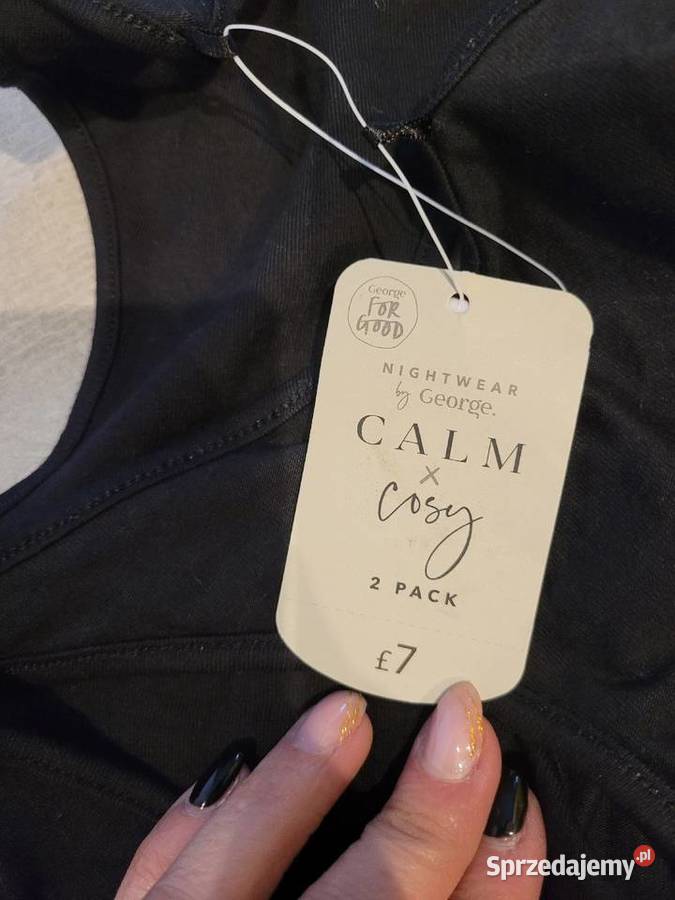 George
FOR
GOOD
NIGHTWEAR
by George.
CALM
×
cosy
2 PACK
£7
Sprzedajemy.pl